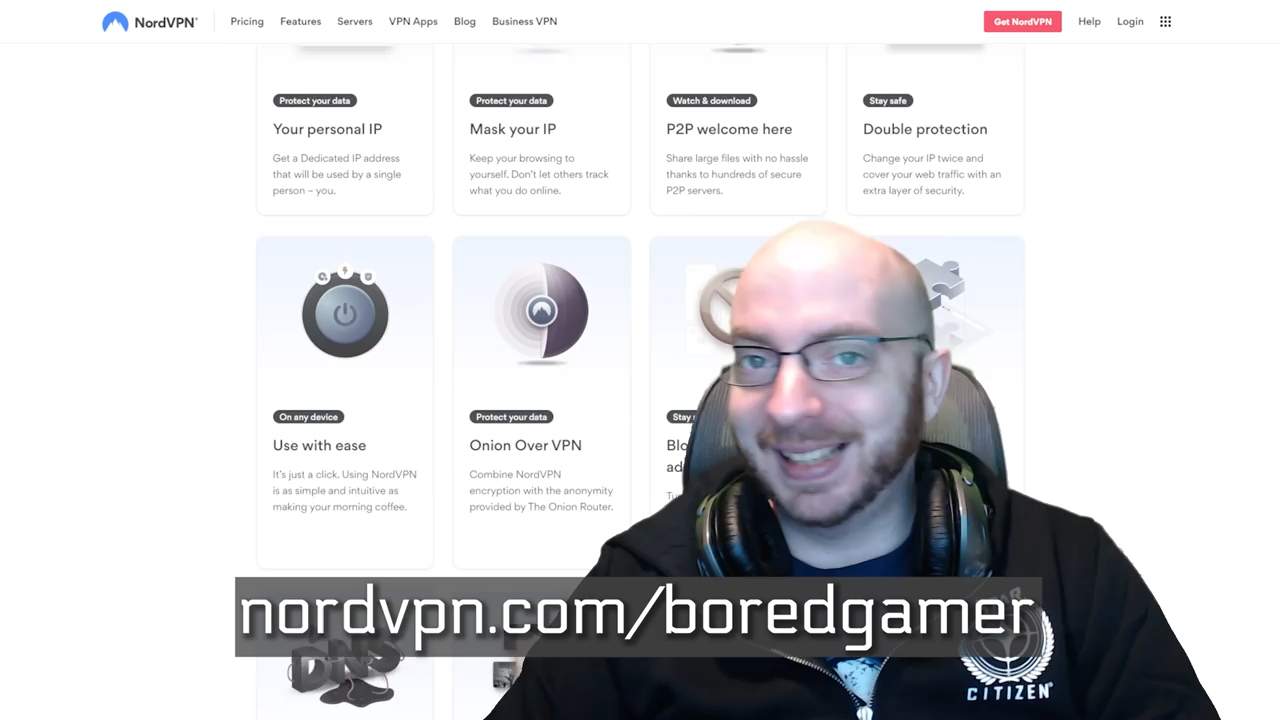 NordVPN®
Pricing
Features
Servers
VPN Apps
Blog
Business VPN
Get NordVPN
Help
Login
Protect your data
Your personal IP
Get a Dedicated IP address
that will be used by a single
person – you.
Protect your data
Mask your IP
Keep your browsing to
yourself. Don't let others track
what you do online.
Watch & download
P2P welcome here
Share large files with no hassle
thanks to hundreds of secure
P2P servers.
Stay safe
Double protection
Change your IP twice and
cover your web traffic with an
extra layer of security.
On any device
Use with ease
It's just a click. Using NordVPN
is as simple and intuitive as
making your morning coffee.
Protect your data
Onion Over VPN
Combine NordVPN
encryption with the anonymity
provided by The Onion Router.
Stay
nordvpn.com/boredgamer
DNS
CITIZEN